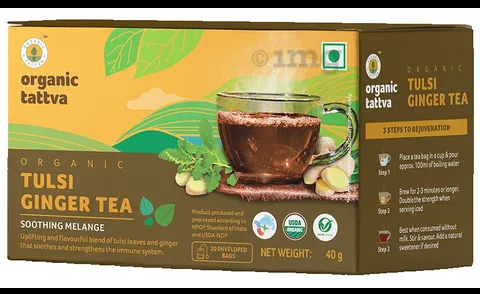 organic
tattva
ORGANIC
TULSI
GINGER TEA
SOOTHING MELANGE
Uplifting and flavourful blend of tulsi leaves and ginger
that soothes and strengthens the immune system.
1mg
Product produced and
processed according to
NPOP Standard of India
and USDA-NOP
USDA
ORGANIC
20 ENVELOPED
BAGS
NET WEIGHT: 40 g
organic
tattva
ORGANIC
TULSI
GINGER TEA
3 STEPS TO REJUVENATION
Step 1
Place a tea bag in a cup & pour
approx. 100ml of boiling water
Step 2
Brew for 2-3 minutes or longer.
Double the strength when
serving iced
Step 3
Best when consumed without
milk. Stir & savour, Add a natural
sweetener if desired